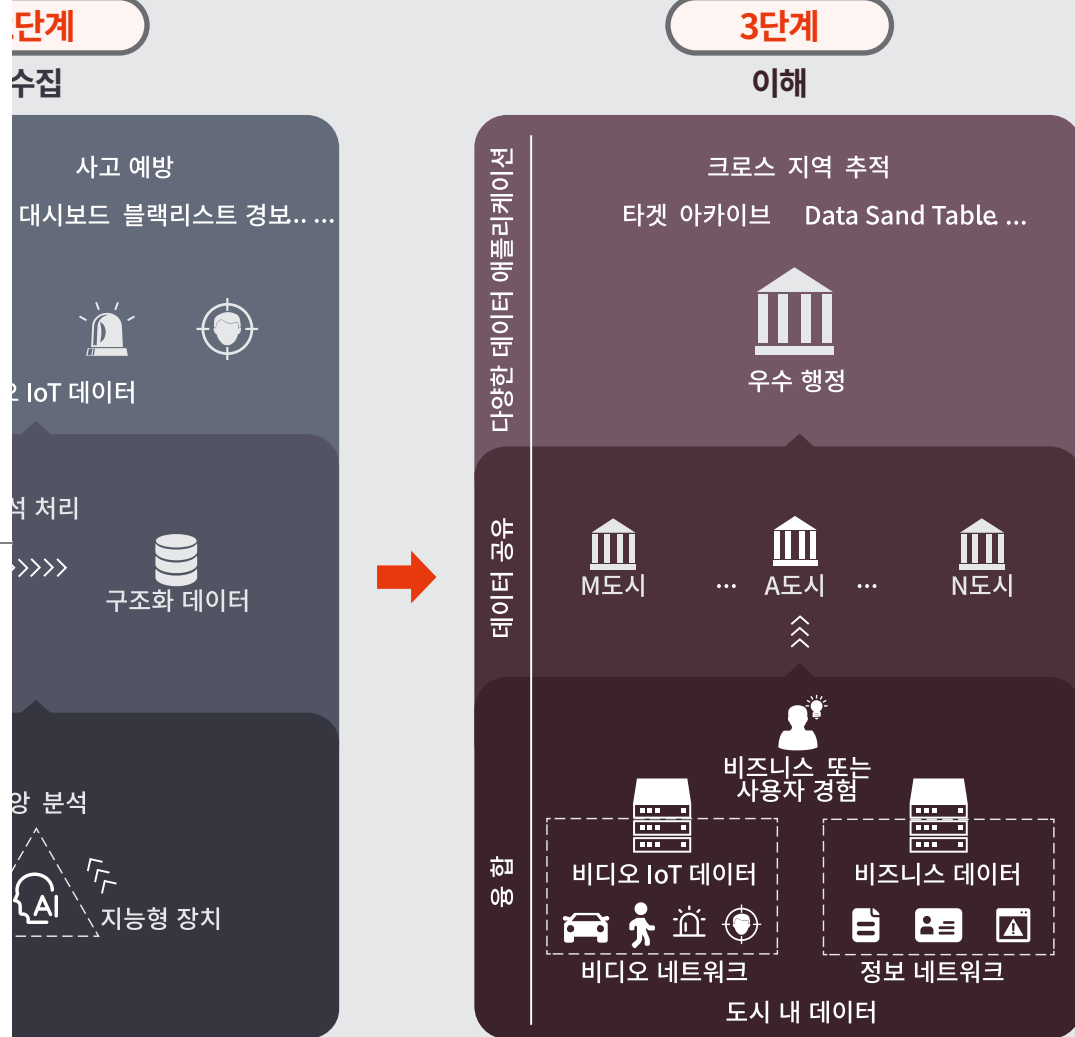 단계
수집
사고 예방
대시보드 블랙리스트 경보... ...
IoT 데이터
처리
구조화 데이터
분석
AI
지능형 장치
3단계
이해
다양한 데이터 애플리케이션
크로스 지역 추적
타겟 아카이브 Data Sand Table. ...
우수 행정
데이터 공유
M도시 ... A도시 ... N도시
융 합
비즈니스 또는
사용자 경험
비디오 IoT 데이터 비즈니스 데이터
비디오 네트워크 정보 네트워크
도시 내 데이터